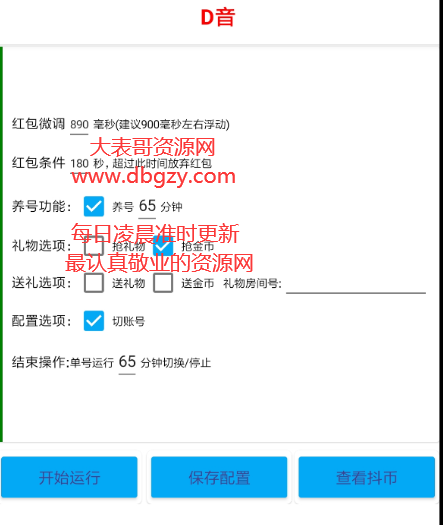 D音
红包微调 890 毫秒(建议900毫秒左右浮动)
大表哥资源网
红包条件 180 秒，超过此时间放弃红包
www.dbgzy.com
养号功能： 养号 65 分钟
每日凌晨准时更新
礼物选项： 抢礼物 抢金币
最认真敬业的资源网
送礼选项： 送礼物 送金币 礼物房间号:
配置选项： 切账号
结束操作:单号运行 65 分钟切换/停止
开始运行 保存配置 查看抖币